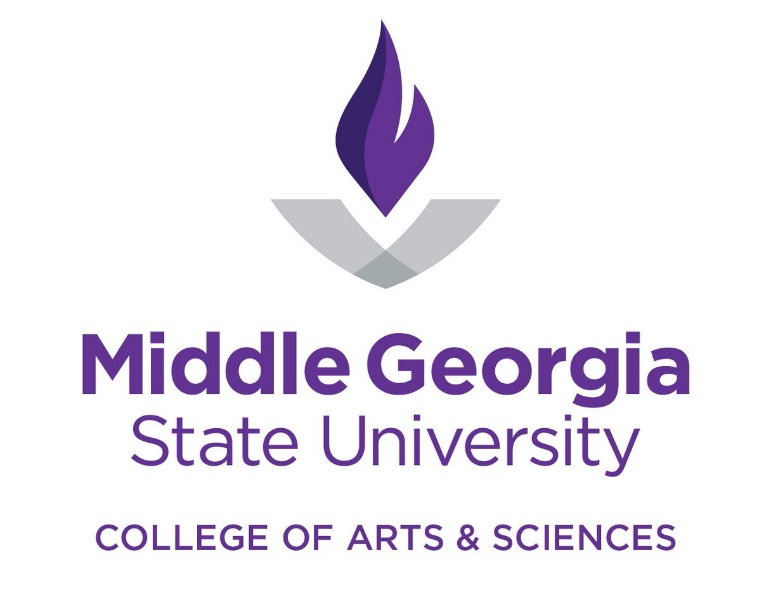 Middle Georgia
State University
COLLEGE OF ARTS & SCIENCES